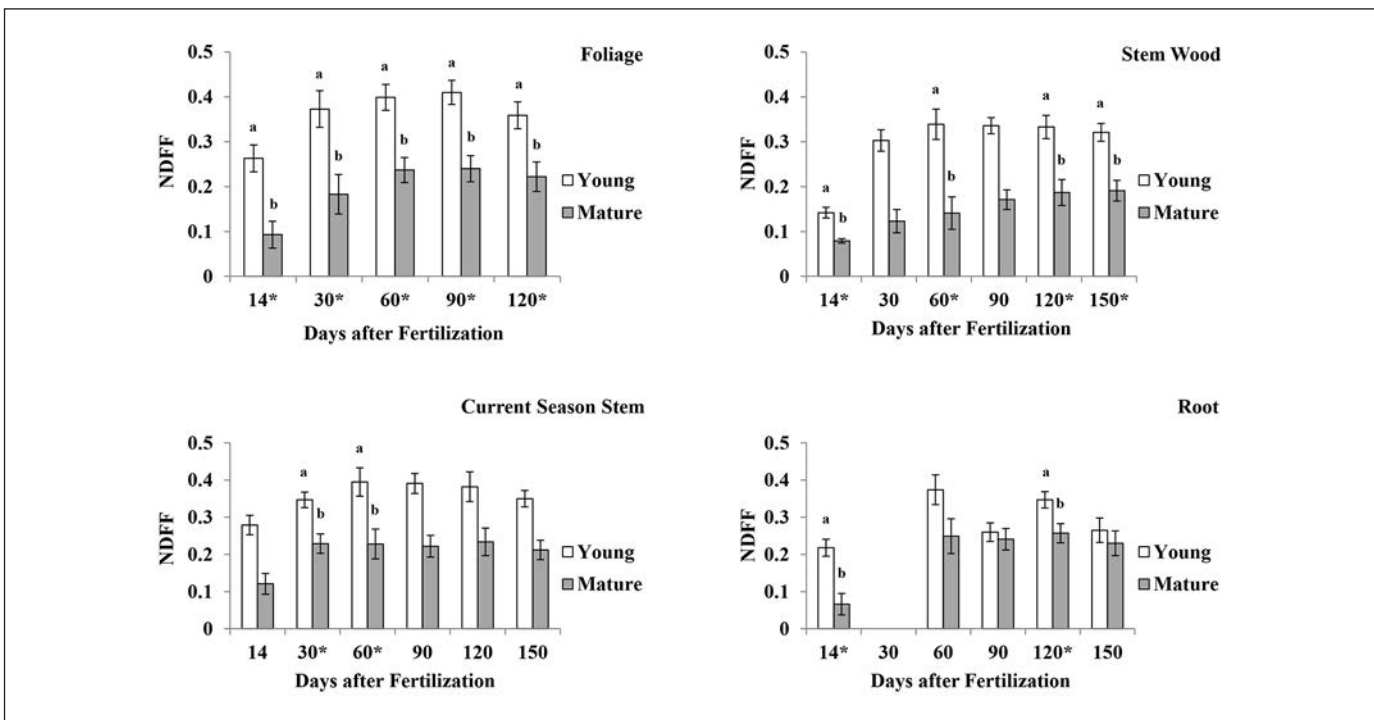 Foliage
NDFF
0.5
0.4
0.3
0.2
0.1
0
a
a
a
a
a
b
b
b
b
b
Young
Mature
14* 30* 60* 90* 120*
Days after Fertilization
Stem Wood
NDFF
0.5
0.4
0.3
0.2
0.1
0
a
a
a
a
b
b
b
b
Young
Mature
14* 30 60* 90 120* 150*
Days after Fertilization
Current Season Stem
NDFF
0.5
0.4
0.3
0.2
0.1
0
a
a
b
b
Young
Mature
14 30* 60* 90 120 150
Days after Fertilization
Root
NDFF
0.5
0.4
0.3
0.2
0.1
0
a
a
b
b
Young
Mature
14* 30 60 90 120* 150
Days after Fertilization